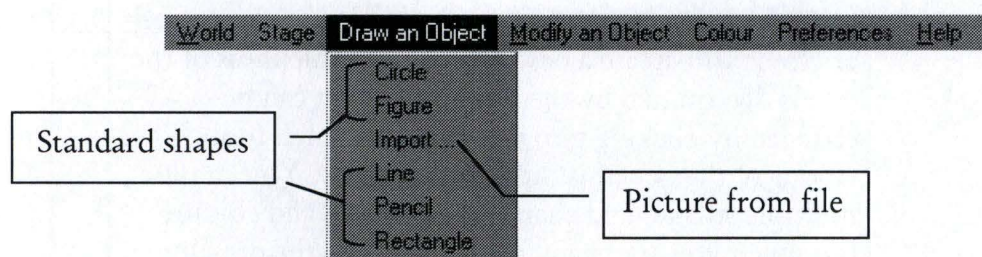 World Stage Draw an Object Modify an Object Colour Preferences Help
Circle
Figure
Import ...
Line
Pencil
Rectangle
Standard shapes
Picture from file